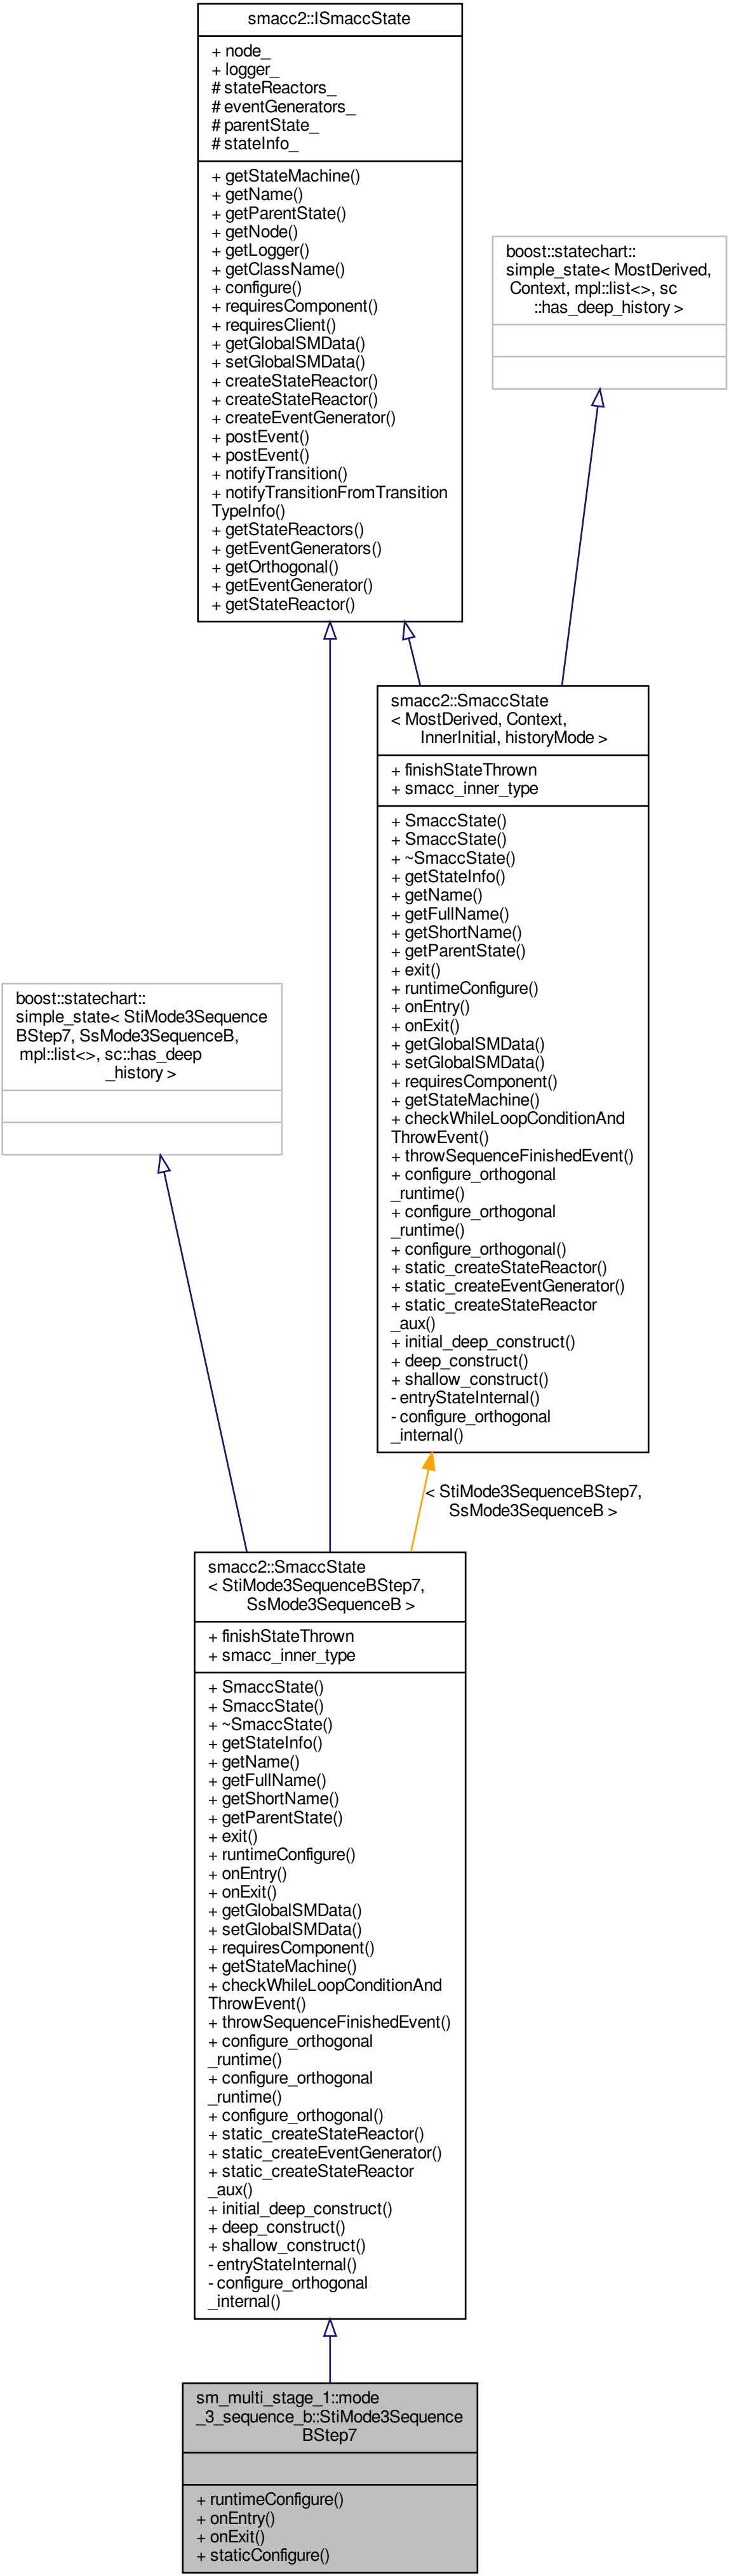 smacc2::ISmaccState
+ node_
+ logger_
# stateReactors_
# eventGenerators_
# parentState_
# stateInfo_
+ getStateMachine()
+ getName()
+ getParentState()
+ getNode()
+ getLogger()
+ getClassName()
+ configure()
+ requiresComponent()
+ requiresClient()
+ getGlobalSMData()
+ setGlobalSMData()
+ createStateReactor()
+ createStateReactor()
+ createEventGenerator()
+ postEvent()
+ postEvent()
+ notifyTransition()
+ notifyTransitionFromTransition
TypeInfo()
+ getStateReactors()
+ getEventGenerators()
+ getOrthogonal()
+ getEventGenerator()
+ getStateReactor()
boost::statechart::
simple_state< MostDerived,
Context, mpl::list<>, sc
::has_deep_history >
smacc2::SmaccState
< MostDerived, Context,
InnerInitial, historyMode >
+ finishStateThrown
+ smacc_inner_type
+ SmaccState()
+ SmaccState()
+ ~SmaccState()
+ getStateInfo()
+ getName()
+ getFullName()
+ getShortName()
+ getParentState()
+ exit()
+ runtimeConfigure()
+ onEntry()
+ onExit()
+ getGlobalSMData()
+ setGlobalSMData()
+ requiresComponent()
+ getStateMachine()
+ checkWhileLoopConditionAnd
ThrowEvent()
+ throwSequenceFinishedEvent()
+ configure_orthogonal
_runtime()
+ configure_orthogonal
_runtime()
+ configure_orthogonal()
+ static_createStateReactor()
+ static_createEventGenerator()
+ static_createStateReactor
_aux()
+ initial_deep_construct()
+ deep_construct()
+ shallow_construct()
- entryStateInternal()
- configure_orthogonal
_internal()
boost::statechart::
simple_state< StiMode3Sequence
BStep7, SsMode3SequenceB,
mpl::list<>, sc::has_deep
_history >
< StiMode3SequenceBStep7,
SsMode3SequenceB >
smacc2::SmaccState
< StiMode3SequenceBStep7,
SsMode3SequenceB >
+ finishStateThrown
+ smacc_inner_type
+ SmaccState()
+ SmaccState()
+ ~SmaccState()
+ getStateInfo()
+ getName()
+ getFullName()
+ getShortName()
+ getParentState()
+ exit()
+ runtimeConfigure()
+ onEntry()
+ onExit()
+ getGlobalSMData()
+ setGlobalSMData()
+ requiresComponent()
+ getStateMachine()
+ checkWhileLoopConditionAnd
ThrowEvent()
+ throwSequenceFinishedEvent()
+ configure_orthogonal
_runtime()
+ configure_orthogonal
_runtime()
+ configure_orthogonal()
+ static_createStateReactor()
+ static_createEventGenerator()
+ static_createStateReactor
_aux()
+ initial_deep_construct()
+ deep_construct()
+ shallow_construct()
- entryStateInternal()
- configure_orthogonal
_internal()
sm_multi_stage_1::mode
_3_sequence_b::StiMode3Sequence
BStep7
+ runtimeConfigure()
+ onEntry()
+ onExit()
+ staticConfigure()